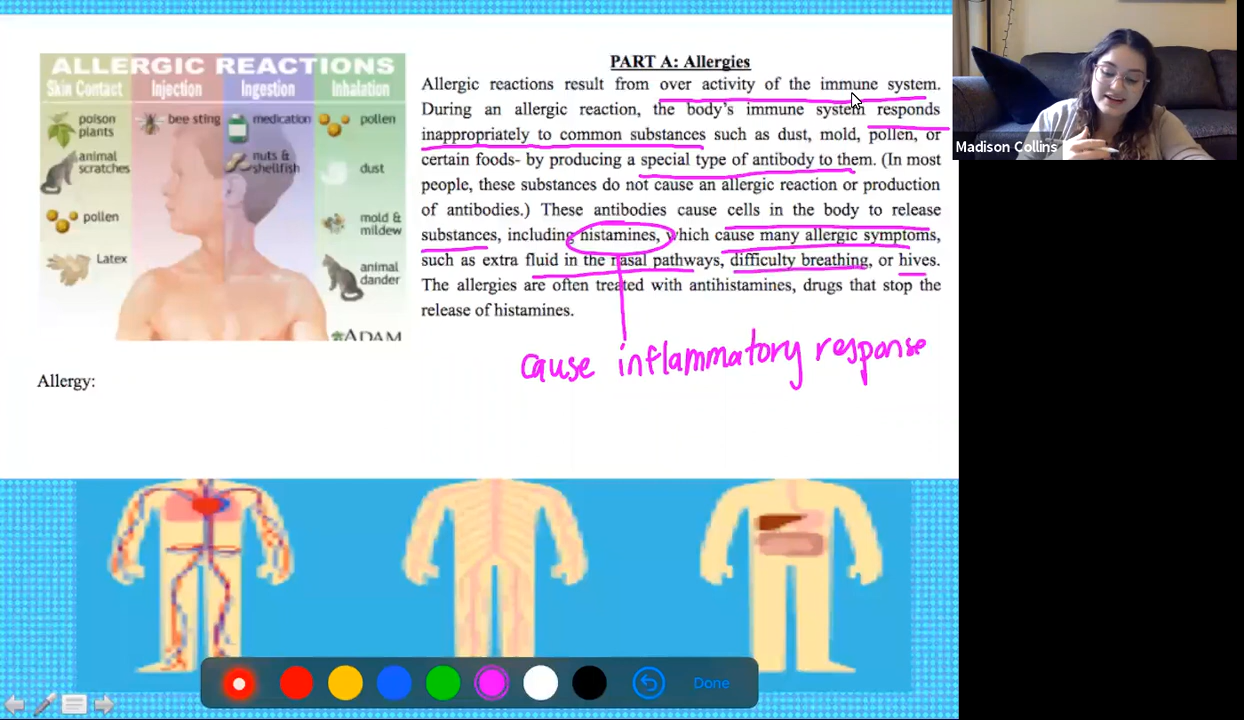 ALLERGIC REACTIONS
Skin Contact
Injection
Ingestion
Inhalation
poison
plants
bee sting
medication
pollen
animal
scratches
nuts &
shellfish
dust
pollen
mold &
mildew
Latex
animal
dander
ADAM
PART A: Allergies
Allergic reactions result from over activity of the immune system.
During an allergic reaction, the body's immune system responds
inappropriately to common substances such as dust, mold, pollen, or
certain foods- by producing a special type of antibody to them. (In most
people, these substances do not cause an allergic reaction or production
of antibodies.) These antibodies cause cells in the body to release
substances, including histamines, which cause many allergic symptoms,
such as extra fluid in the nasal pathways, difficulty breathing, or hives.
The allergies are often treated with antihistamines, drugs that stop the
release of histamines.
cause inflammatory response
Allergy:
Madison Collins
Done